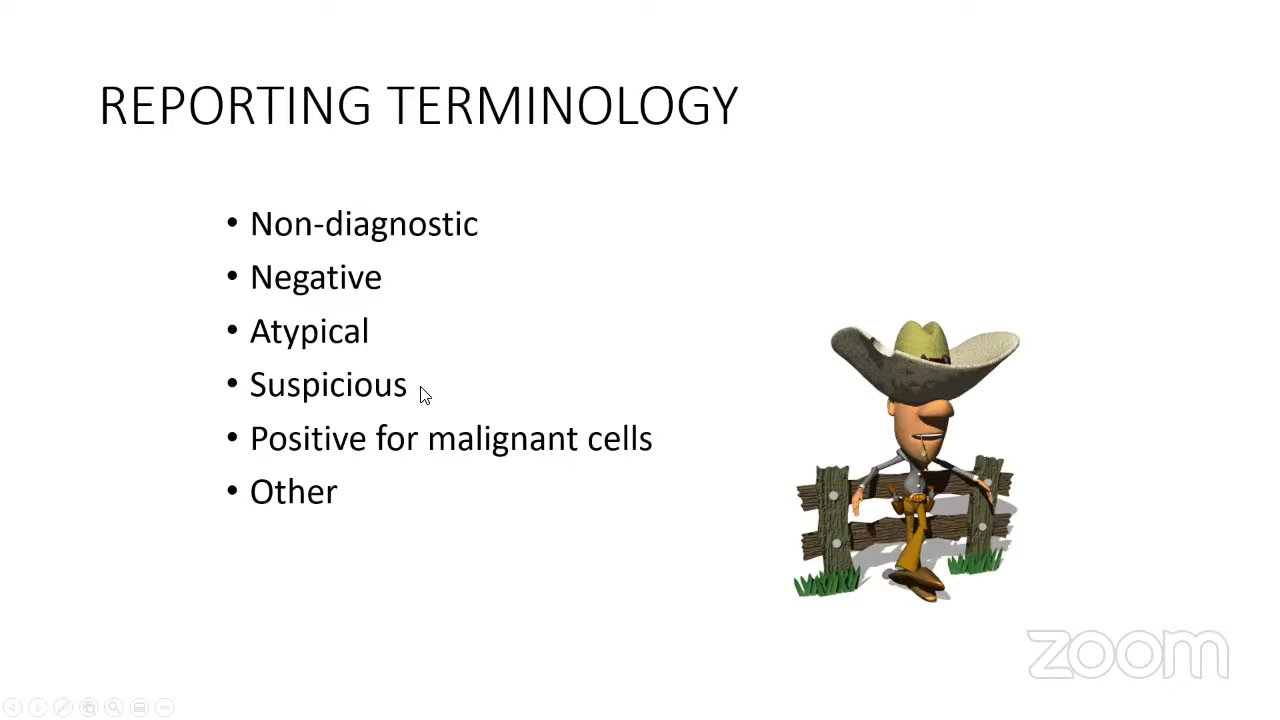 REPORTING TERMINOLOGY
• Non-diagnostic
• Negative
• Atypical
• Suspicious
• Positive for malignant cells
• Other
zoom